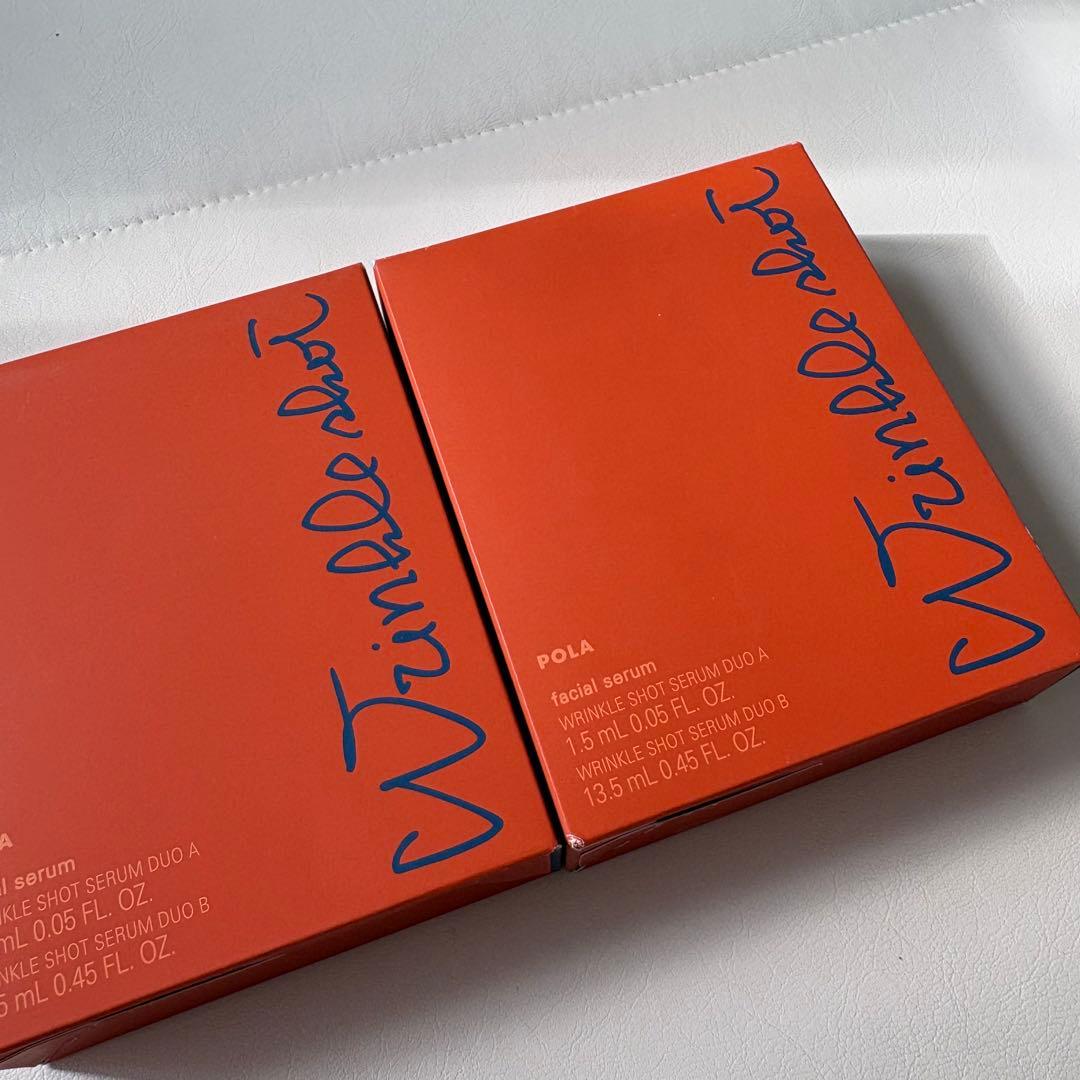 Wrinkle shot
A
l serum
NKLE SHOT SERUM DUO A
mL 0.05 FL. OZ.
NKLE SHOT SERUM DUO B
5 mL 0.45 FL. OZ.
Wrinkle shot
POLA
facial serum
WRINKLE SHOT SERUM DUO A
1.5 mL 0.05 FL. OZ.
WRINKLE SHOT SERUM DUO B
13.5 mL 0.45 FL. OZ.